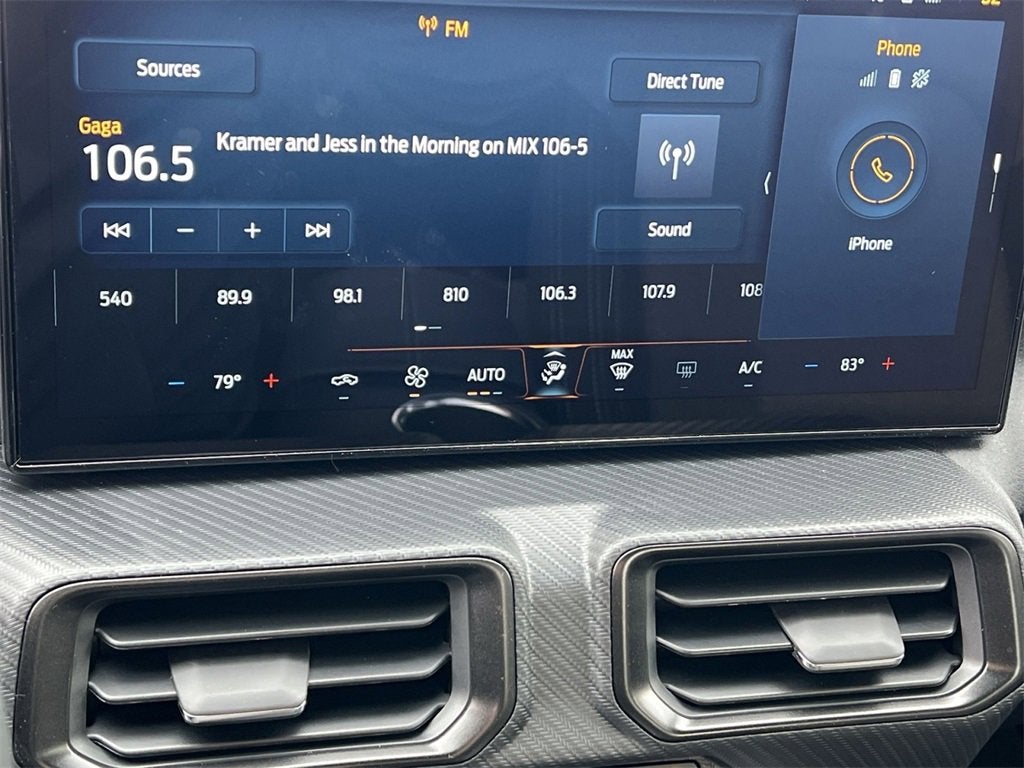 FM
Sources
Direct Tune
Phone
Gaga
106.5
Kramer and Jess in the Morning on MIX 106-5
Sound
iPhone
540 89.9 98.1 810 106.3 107.9 108
79° AUTO MAX A/C 83°